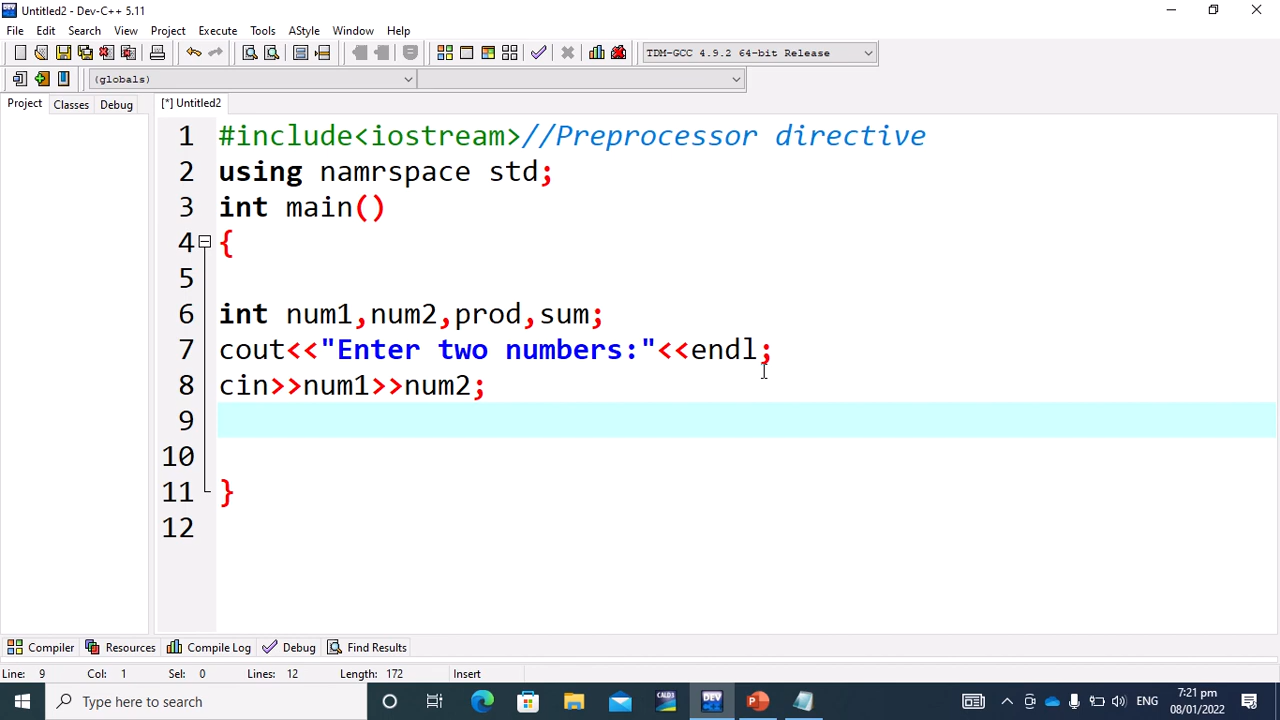 Untitled2 - Dev-C++ 5.11
File Edit Search View Project Execute Tools AStyle Window Help
TDM-GCC 4.9.2 64-bit Release
(globals)
Project Classes Debug [*] Untitled2
1 #include<iostream>//Preprocessor directive
2 using namrspace std;
3 int main()
4 {
5
6 int num1,num2,prod,sum;
7 cout<<"Enter two numbers:"<<endl;
8 cin>>num1>>num2;
9
10
11 }
12
Compiler Resources Compile Log Debug Find Results
Line: 9 Col: 1 Sel: 0 Lines: 12 Length: 172 Insert
Type here to search CALD3 DEV ENG 7:21 pm
08/01/2022